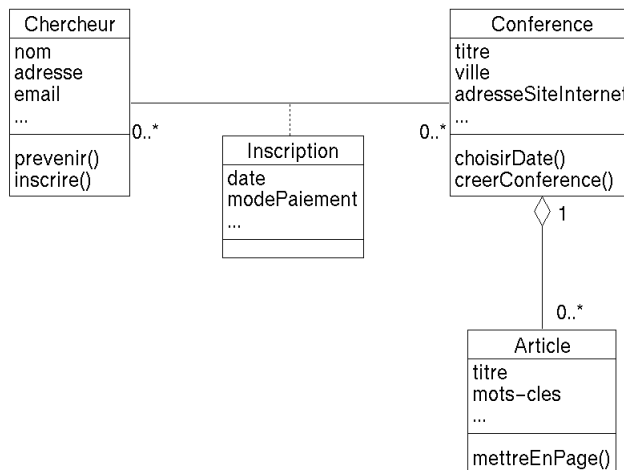 Chercheur
nom
adresse
email
...
prevenir()
inscrire()
0..*
0..*
Conference
titre
ville
adresseSiteInternet
...
choisirDate()
creerConference()
Inscription
date
modePaiement
...
1
0..*
Article
titre
mots-cles
...
mettreEnPage()